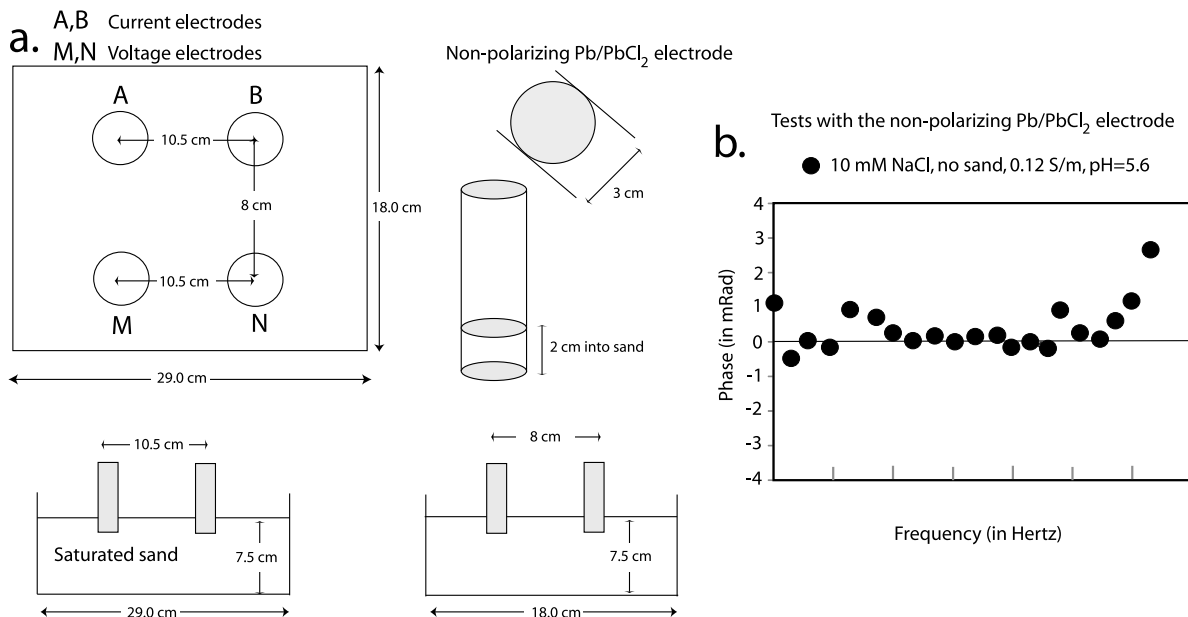 a.
A,B Current electrodes
M,N Voltage electrodes
A
B
10.5 cm
8 cm
18.0 cm
10.5 cm
M
N
29.0 cm
Non-polarizing Pb/PbCl₂ electrode
3 cm
2 cm into sand
10.5 cm
Saturated sand
7.5 cm
29.0 cm
8 cm
7.5 cm
18.0 cm
b.
Tests with the non-polarizing Pb/PbCl₂ electrode
10 mM NaCl, no sand, 0.12 S/m, pH=5.6
Phase (in mRad)
4
3
2
1
0
-1
-2
-3
-4
Frequency (in Hertz)